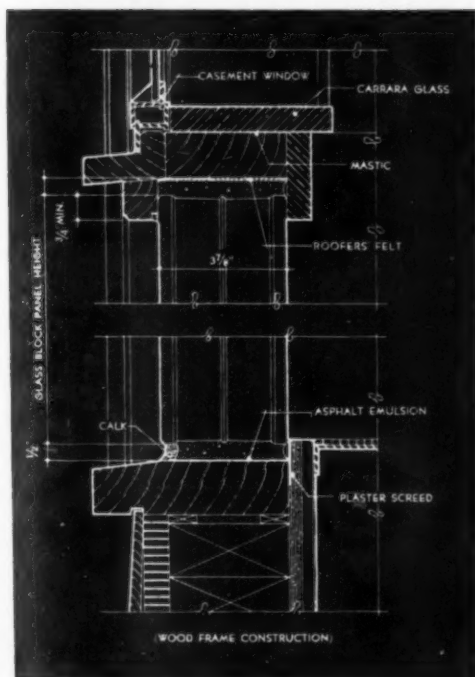 CASEMENT WINDOW
CARRARA GLASS
MASTIC
3/4 MIN.
ROOFERS FELT
3 7/8"
GLASS BLOCK PANEL HEIGHT
ASPHALT EMULSION
CALK
1/2
PLASTER SCREED
(WOOD FRAME CONSTRUCTION)